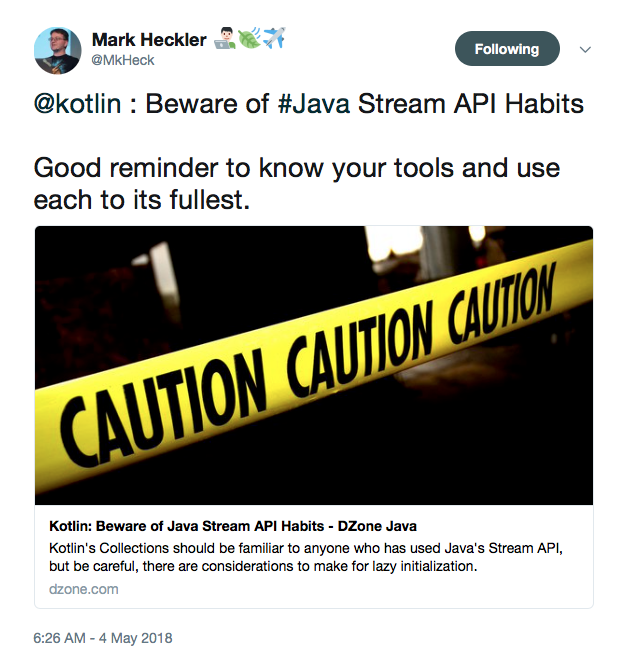 Mark Heckler 👨🏻‍💻🍃✈️
@MkHeck
Following
@kotlin : Beware of #Java Stream API Habits
Good reminder to know your tools and use
each to its fullest.
CAUTION CAUTION CAUTION
Kotlin: Beware of Java Stream API Habits - DZone Java
Kotlin's Collections should be familiar to anyone who has used Java's Stream API,
but be careful, there are considerations to make for lazy initialization.
dzone.com
6:26 AM - 4 May 2018